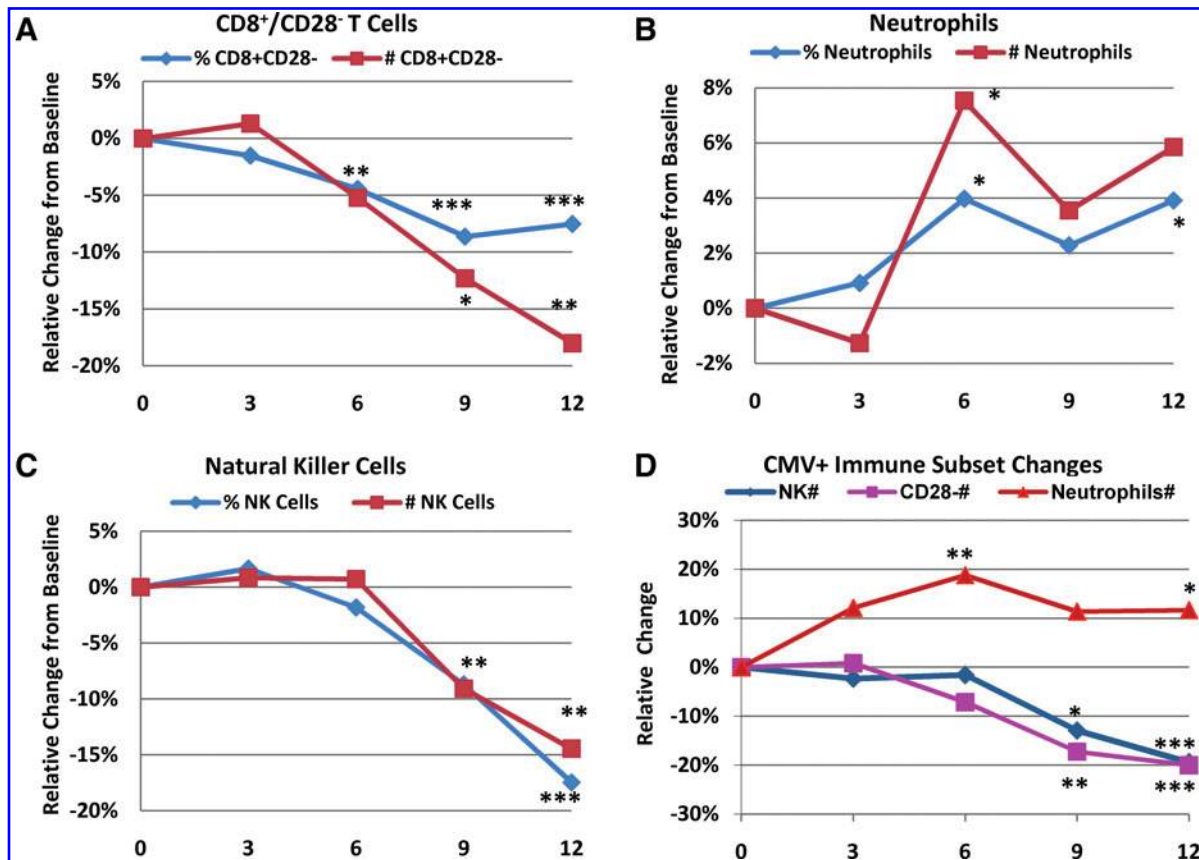 A
CD8⁺/CD28⁻ T Cells
% CD8+CD28-
# CD8+CD28-
Relative Change from Baseline
5%
0%
-5%
-10%
-15%
-20%
**
***
***
*
**
0 3 6 9 12
B
Neutrophils
% Neutrophils
# Neutrophils
Relative Change from Baseline
8%
6%
4%
2%
0%
-2%
*
*
*
0 3 6 9 12
C
Natural Killer Cells
% NK Cells
# NK Cells
Relative Change from Baseline
5%
0%
-5%
-10%
-15%
-20%
**
**
***
0 3 6 9 12
D
CMV+ Immune Subset Changes
NK#
CD28-#
Neutrophils#
Relative Change
30%
20%
10%
0%
-10%
-20%
-30%
**
*
*
***
**
***
0 3 6 9 12